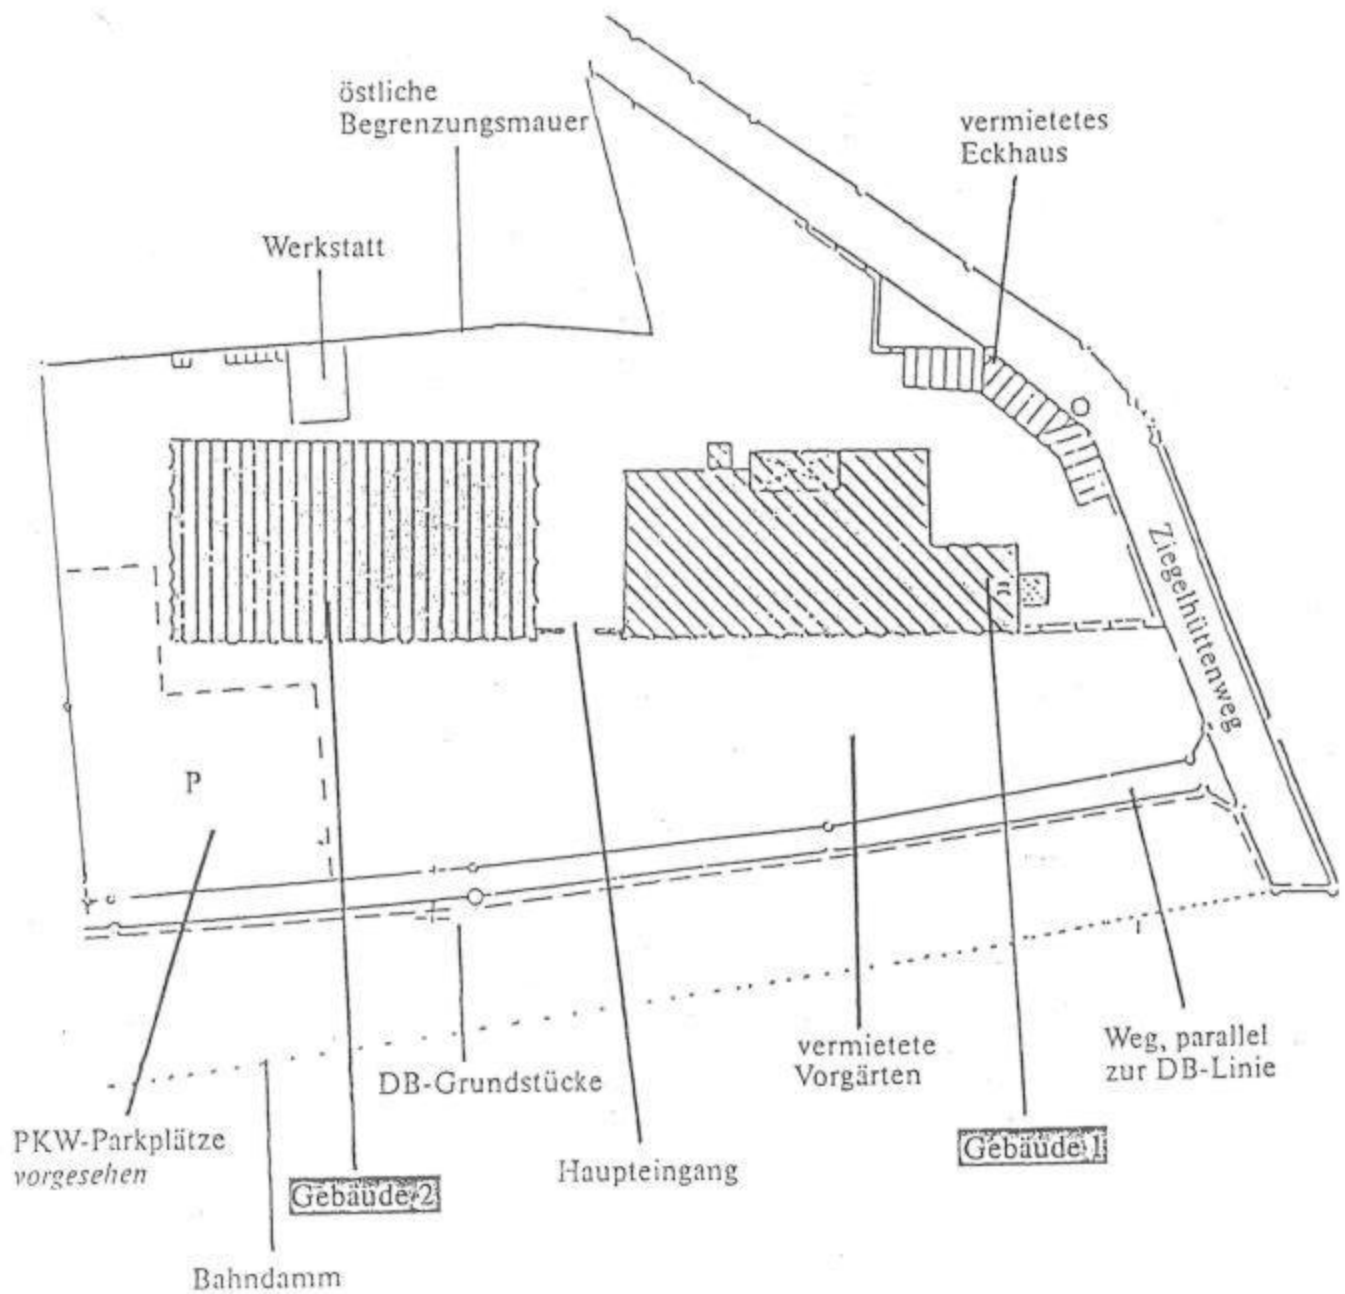 östliche
Begrenzungsmauer
vermietetes
Eckhaus
Werkstatt
Ziegelhüttenweg
P
vermietete
Vorgärten
Weg, parallel
zur DB-Linie
DB-Grundstücke
PKW-Parkplätze
vorgesehen
Gebäude 1
Haupteingang
Gebäude 2
Bahndamm